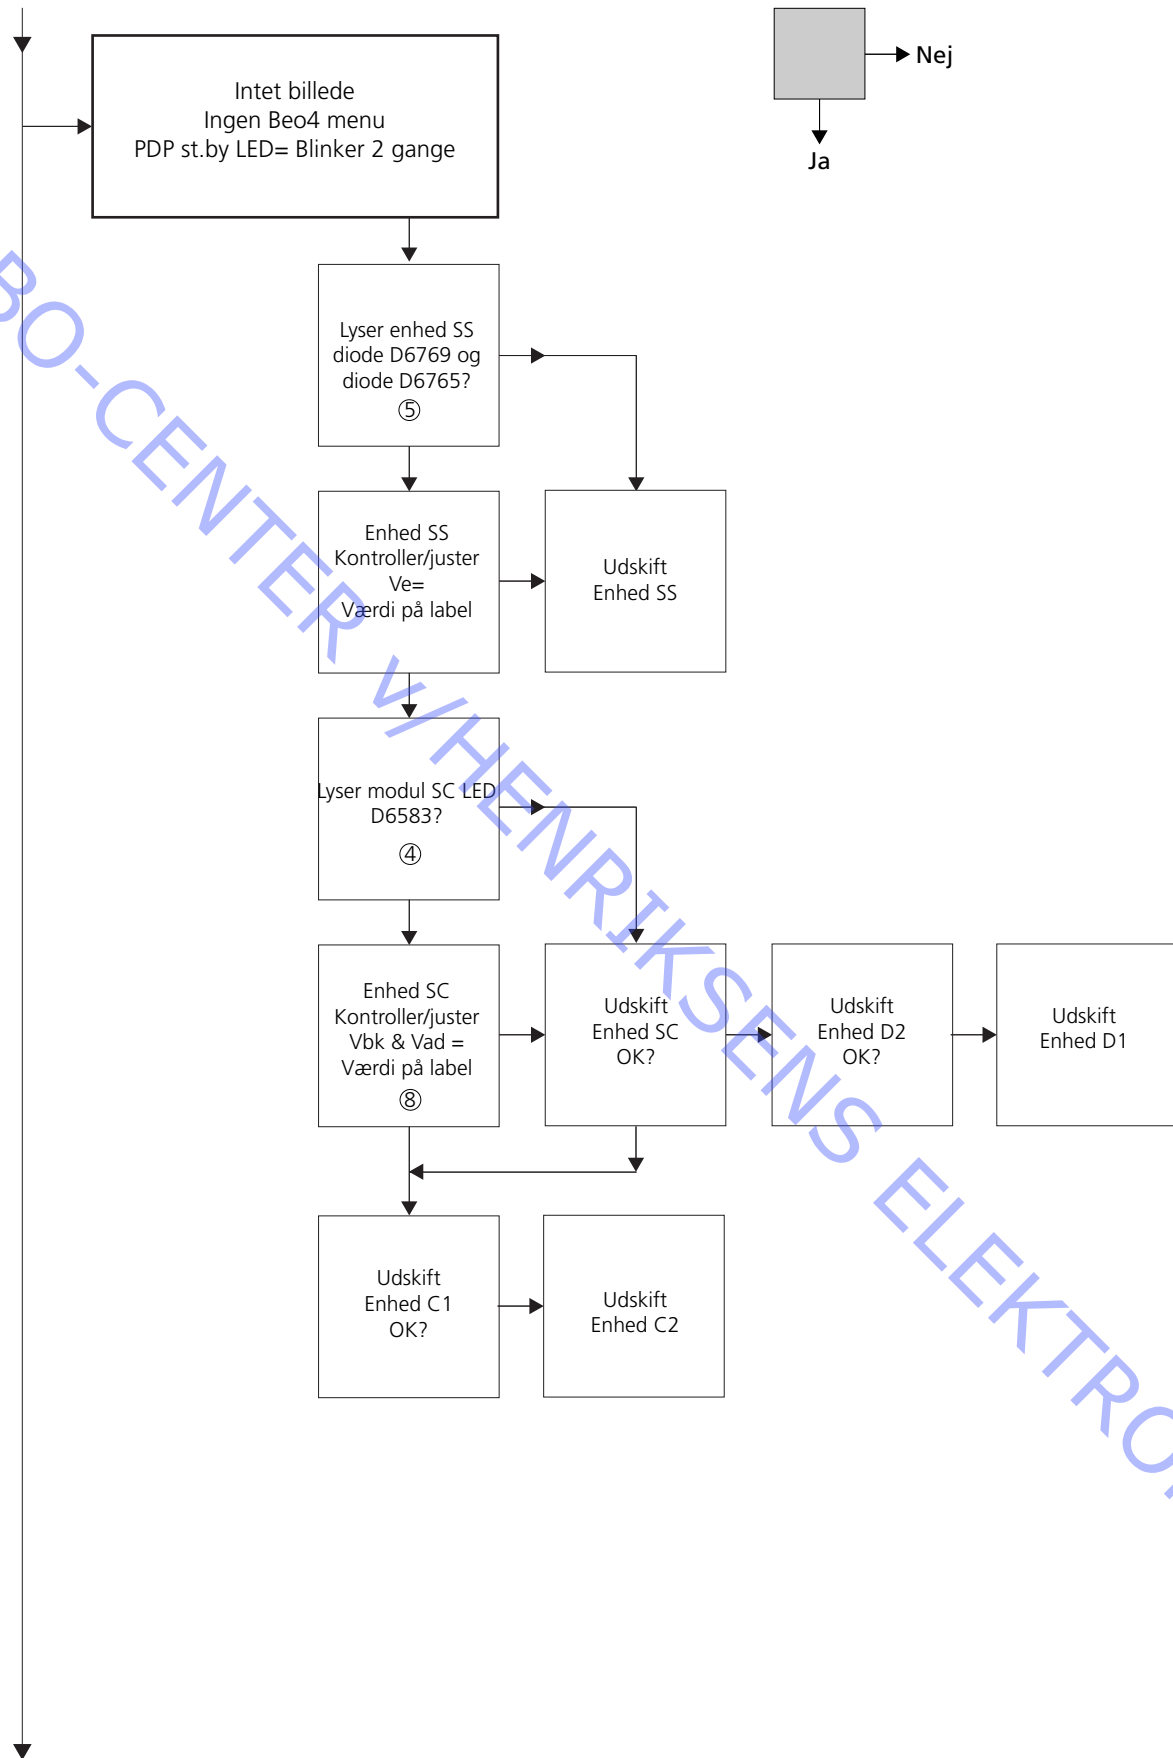 Intet billede
Ingen Beo4 menu
PDP st.by LED= Blinker 2 gange
Nej
Ja
Lyser enhed SS
diode D6769 og
diode D6765?
⑤
Enhed SS
Kontroller/juster
Ve=
Værdi på label
Udskift
Enhed SS
Lyser modul SC LED
D6583?
④
Enhed SC
Kontroller/juster
Vbk & Vad =
Værdi på label
⑧
Udskift
Enhed SC
OK?
Udskift
Enhed D2
OK?
Udskift
Enhed D1
Udskift
Enhed C1
OK?
Udskift
Enhed C2
BO-CENTER v/HENRIKSENS ELEKTRO